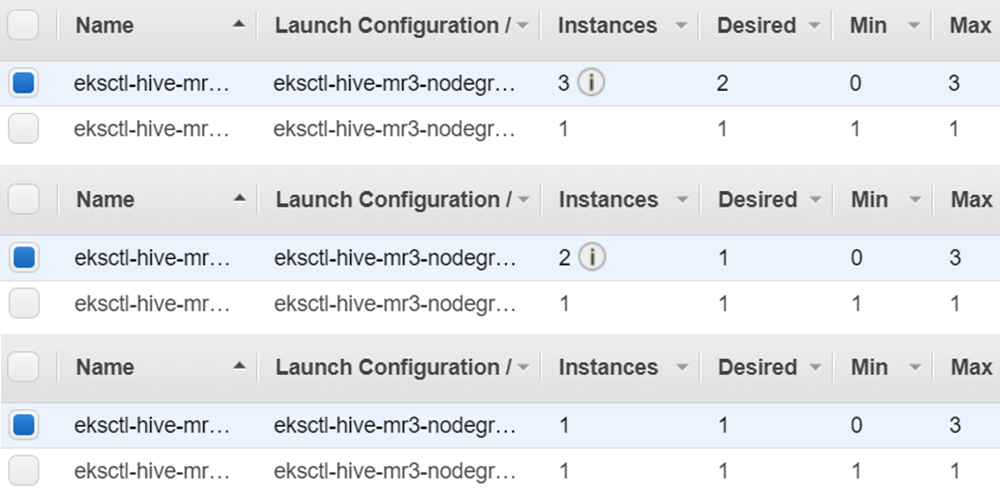 Name Launch Configuration / Instances Desired Min Max
eksctl-hive-mr… eksctl-hive-mr3-nodegr… 3 i 2 0 3
eksctl-hive-mr… eksctl-hive-mr3-nodegr… 1 1 1 1
Name Launch Configuration / Instances Desired Min Max
eksctl-hive-mr… eksctl-hive-mr3-nodegr… 2 i 1 0 3
eksctl-hive-mr… eksctl-hive-mr3-nodegr… 1 1 1 1
Name Launch Configuration / Instances Desired Min Max
eksctl-hive-mr… eksctl-hive-mr3-nodegr… 1 1 0 3
eksctl-hive-mr… eksctl-hive-mr3-nodegr… 1 1 1 1